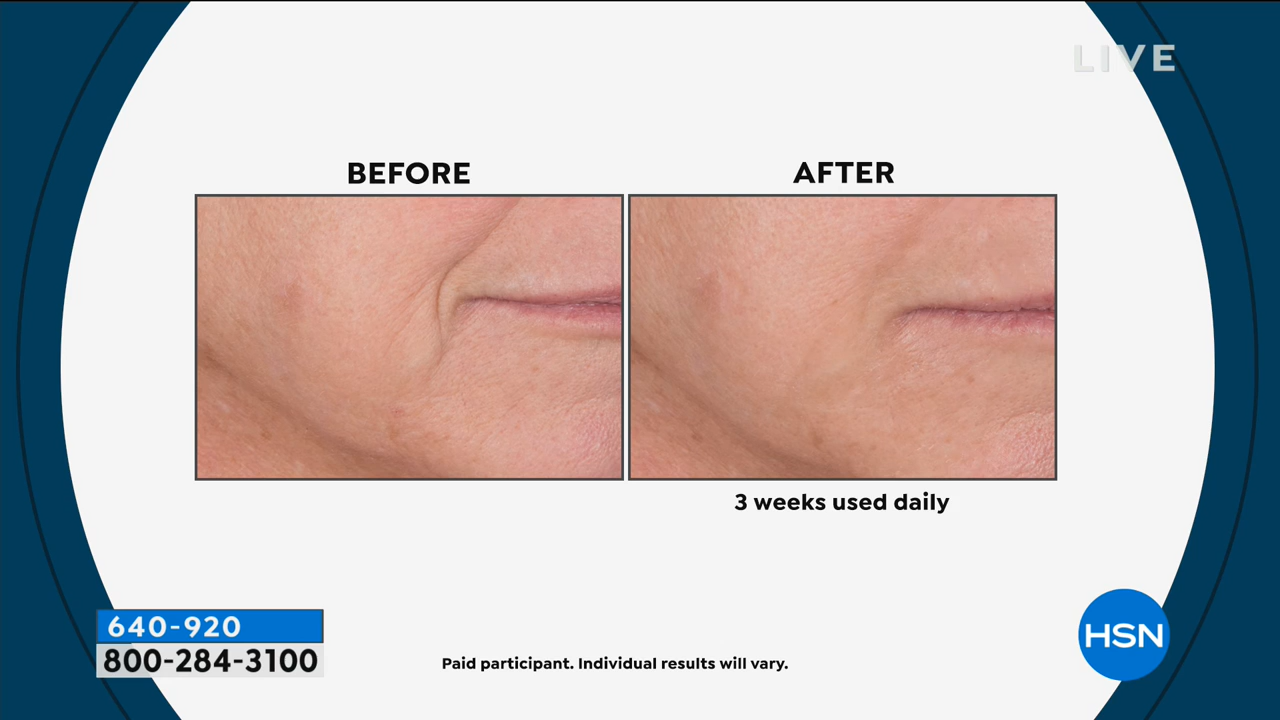 LIVE
BEFORE
AFTER
3 weeks used daily
640-920
800-284-3100
Paid participant. Individual results will vary.
HSN